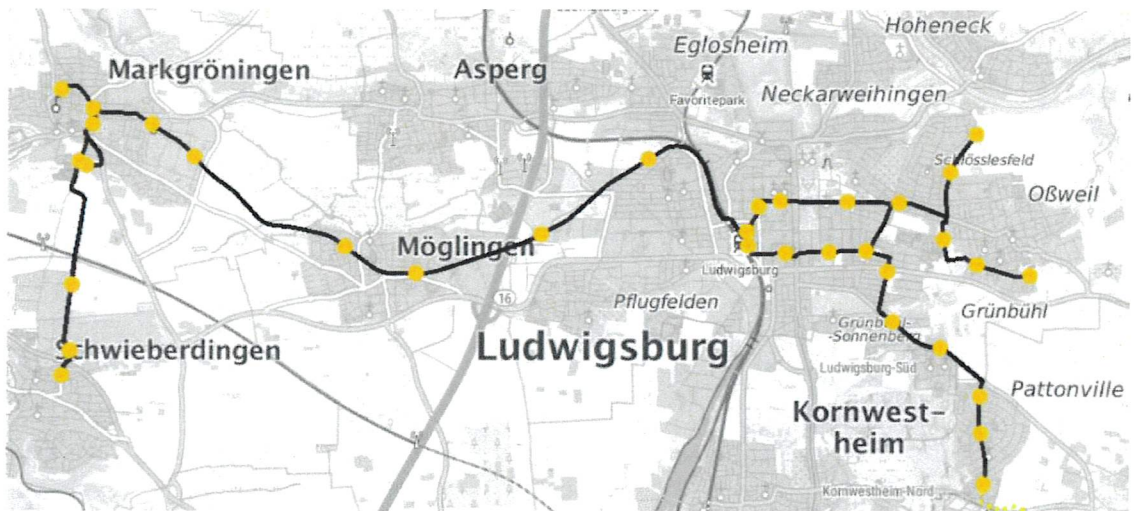 Hoheneck
Eglosheim
Markgröningen
Asperg
Favoritepark
Neckarweihingen
Schlösslesfeld
Oßweil
Möglingen
Ludwigsburg
16
Pflugfelden
Grünbühl
Grünbühl-
-Sonnenberg
Schwieberdingen
Ludwigsburg
Ludwigsburg-Süd
Pattonville
Kornwest-
heim
Kornwestheim-Nord